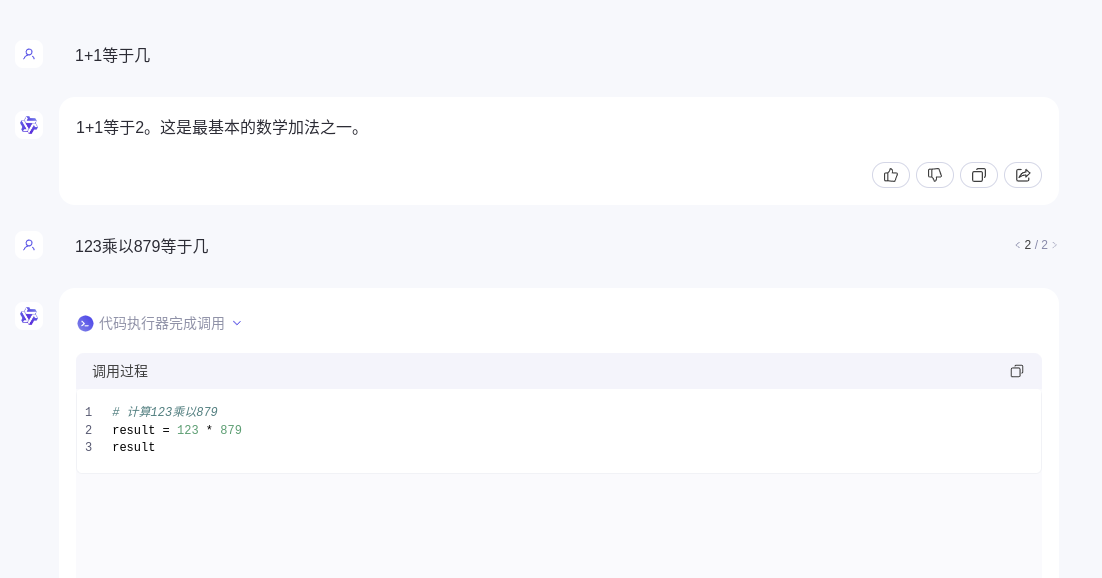 1+1等于几
1+1等于2。这是最基本的数学加法之一。
123乘以879等于几
< 2 / 2 >
代码执行器完成调用
调用过程
1 # 计算123乘以879
2 result = 123 * 879
3 result